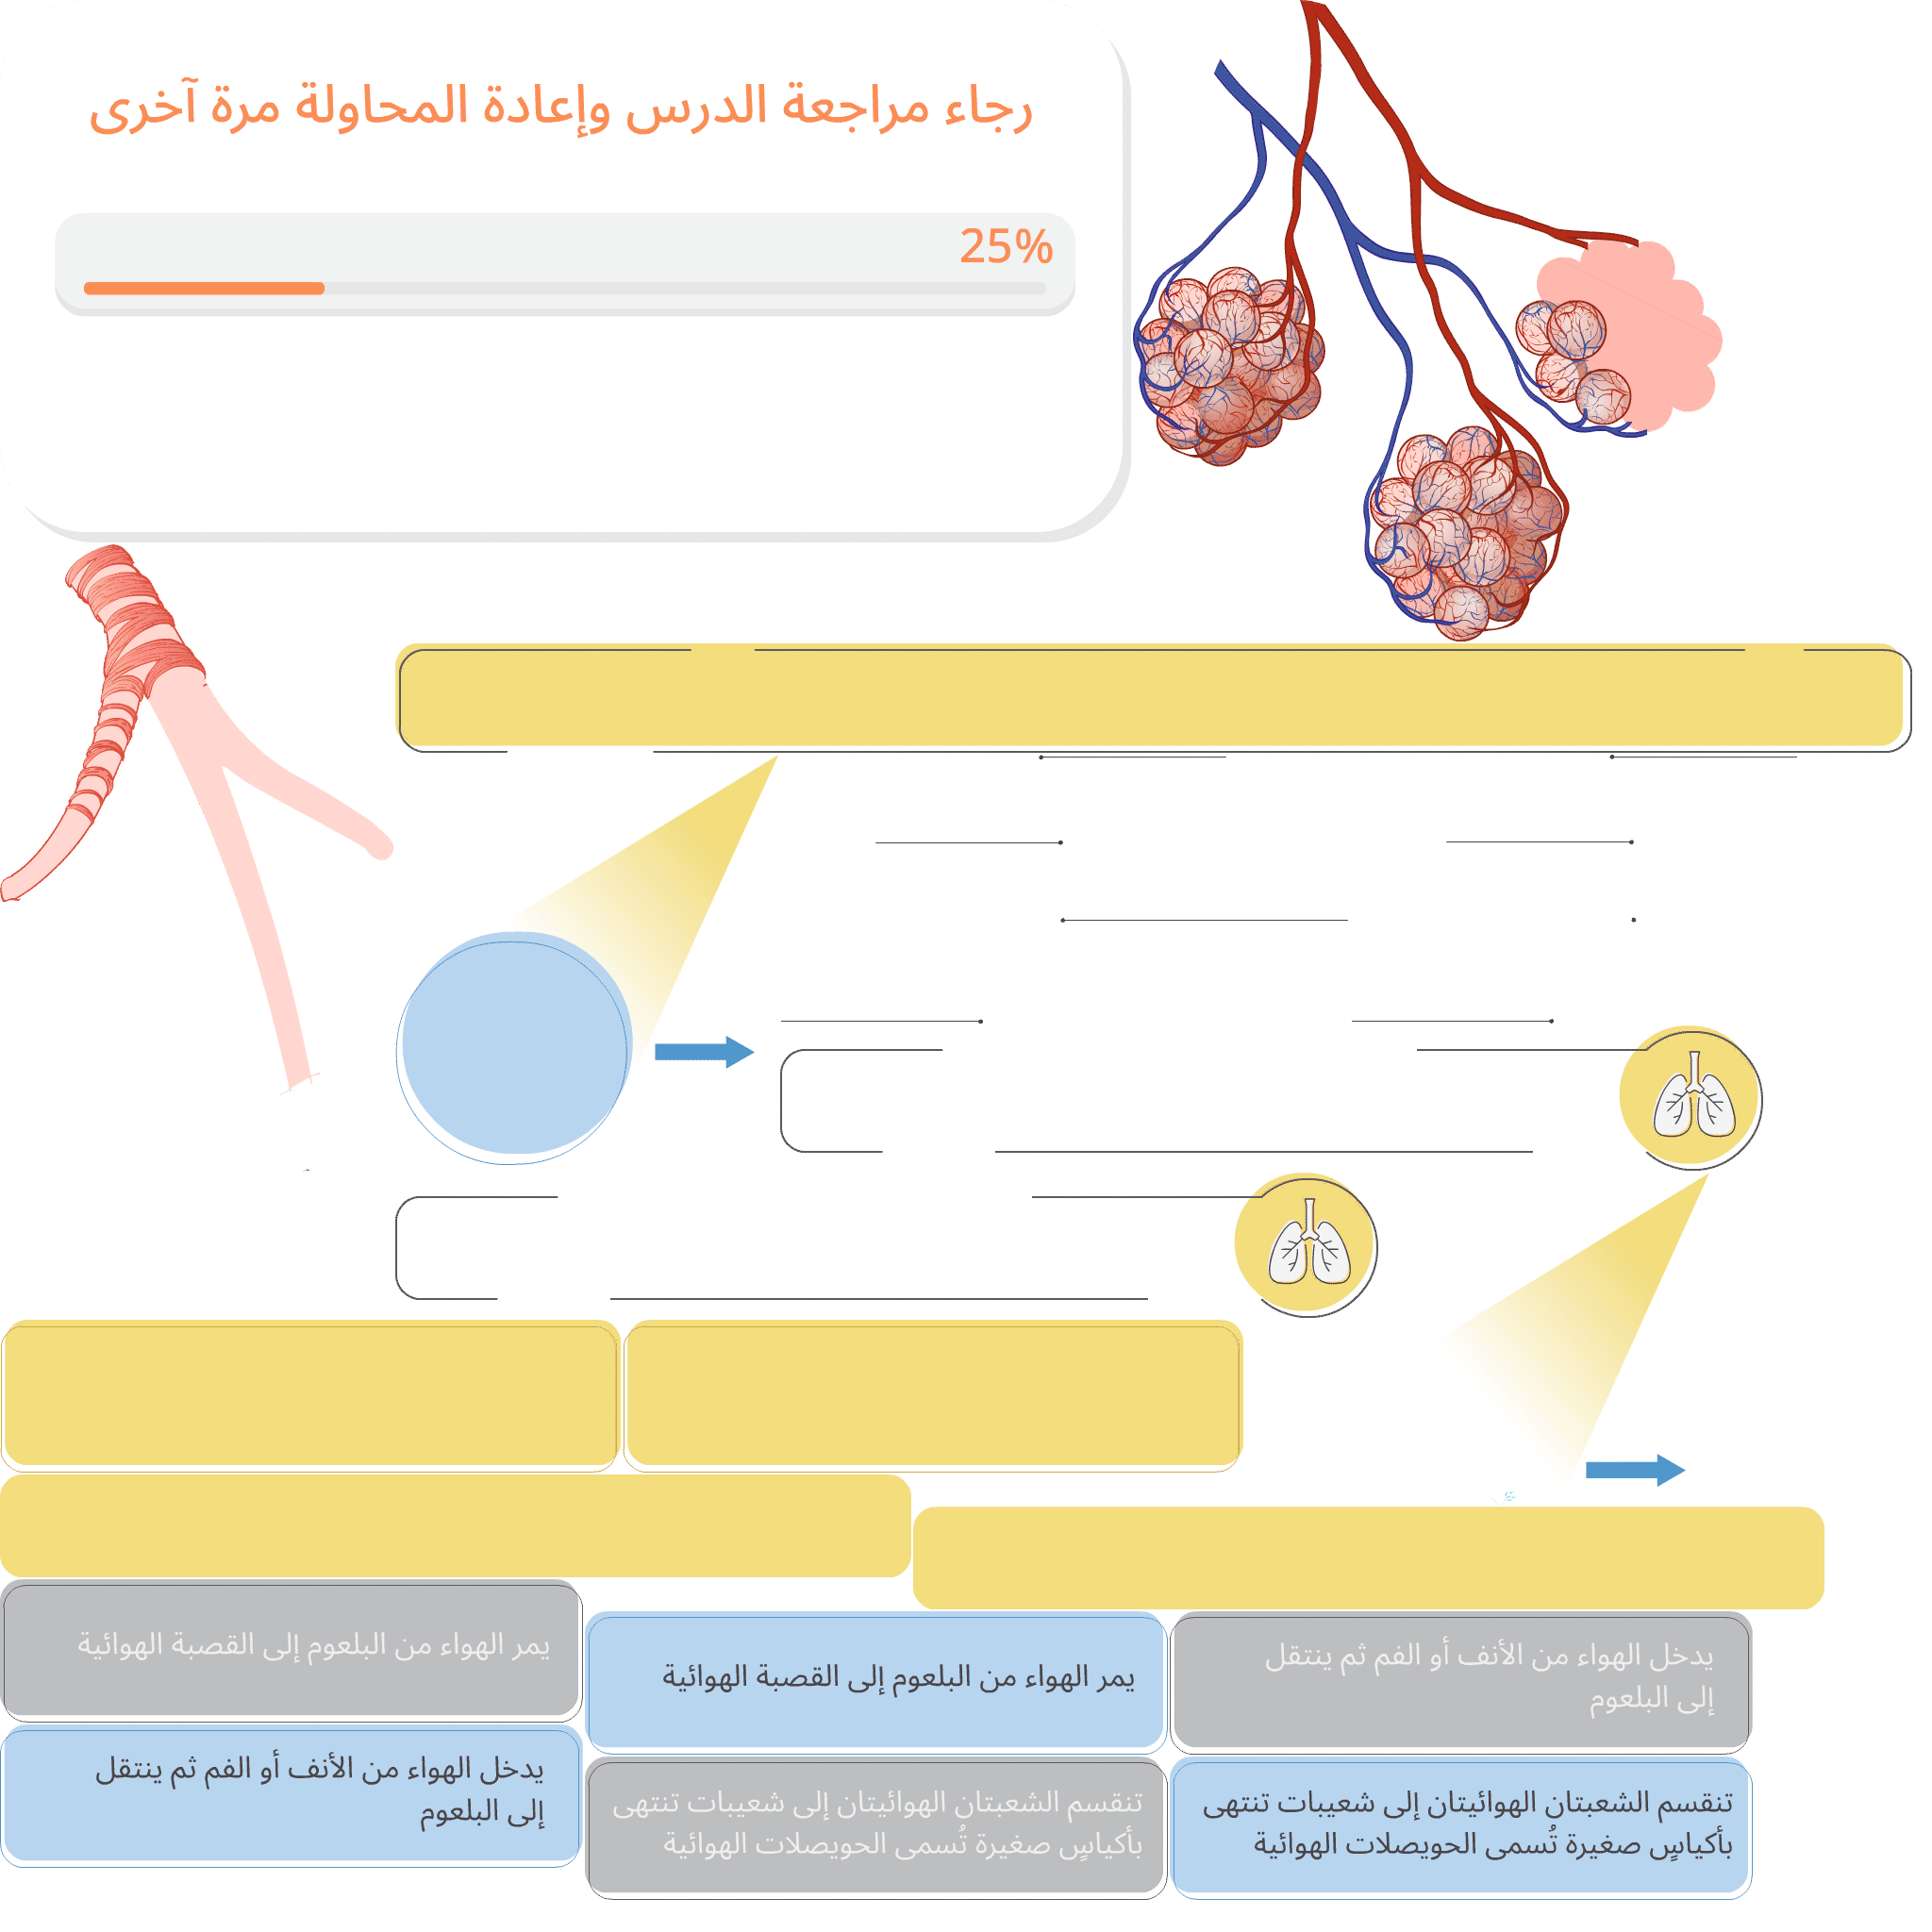 رجاء مراجعة الدرس وإعادة المحاولة مرة آخرى
25%
يمر الهواء من البلعوم إلى القصبة الهوائية
يدخل الهواء من الأنف أو الفم ثم ينتقل
إلى البلعوم
يمر الهواء من البلعوم إلى القصبة الهوائية
يدخل الهواء من الأنف أو الفم ثم ينتقل
إلى البلعوم
تنقسم الشعبتان الهوائيتان إلى شعيبات تنتهى
بأكياسٍ صغيرة تُسمى الحويصلات الهوائية
تنقسم الشعبتان الهوائيتان إلى شعيبات تنتهى
بأكياسٍ صغيرة تُسمى الحويصلات الهوائية